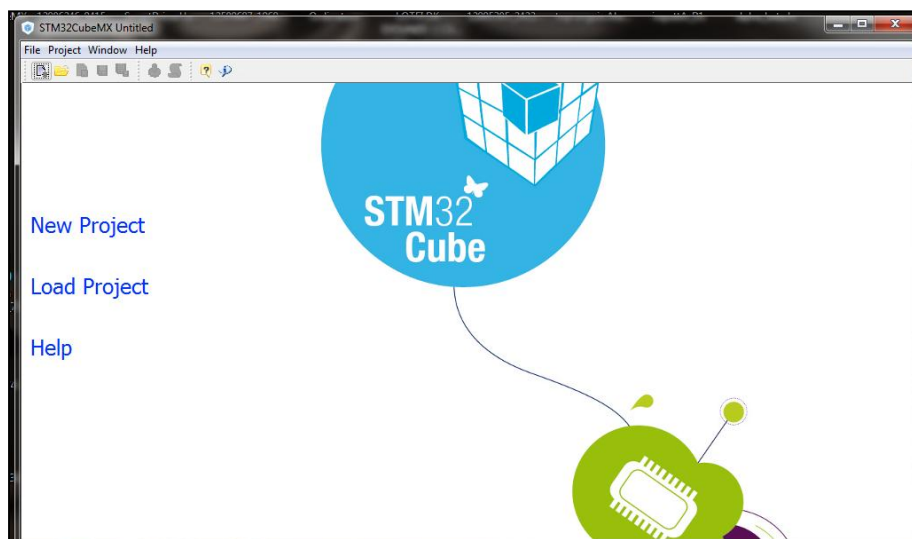 STM32CubeMX Untitled
File Project Window Help
STM32
Cube
New Project
Load Project
Help